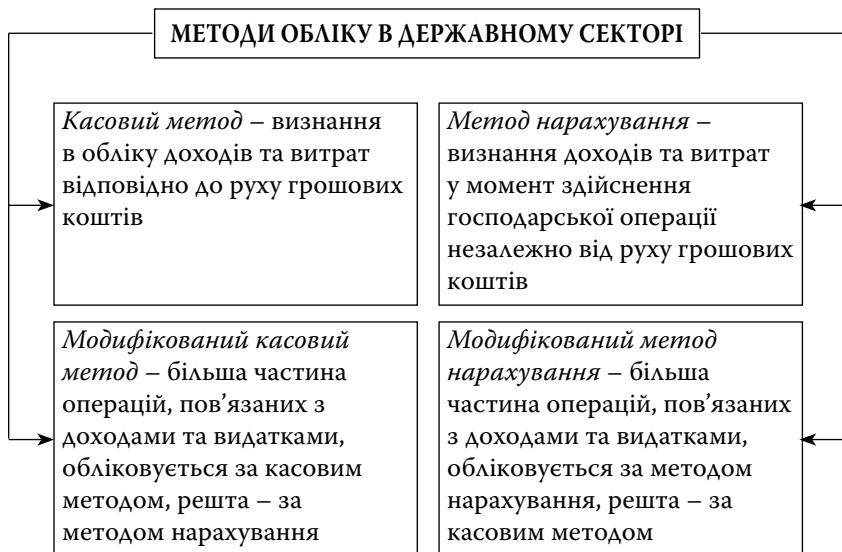 МЕТОДИ ОБЛІКУ В ДЕРЖАВНОМУ СЕКТОРІ
Касовий метод – визнання
в обліку доходів та витрат
відповідно до руху грошових
коштів
Метод нарахування –
визнання доходів та витрат
у момент здійснення
господарської операції
незалежно від руху грошових
коштів
Модифікований касовий
метод – більша частина
операцій, пов'язаних з
доходами та видатками,
обліковується за касовим
методом, решта – за
методом нарахування
Модифікований метод
нарахування – більша
частина операцій, пов'язаних
з доходами та видатками,
обліковується за методом
нарахування, решта – за
касовим методом